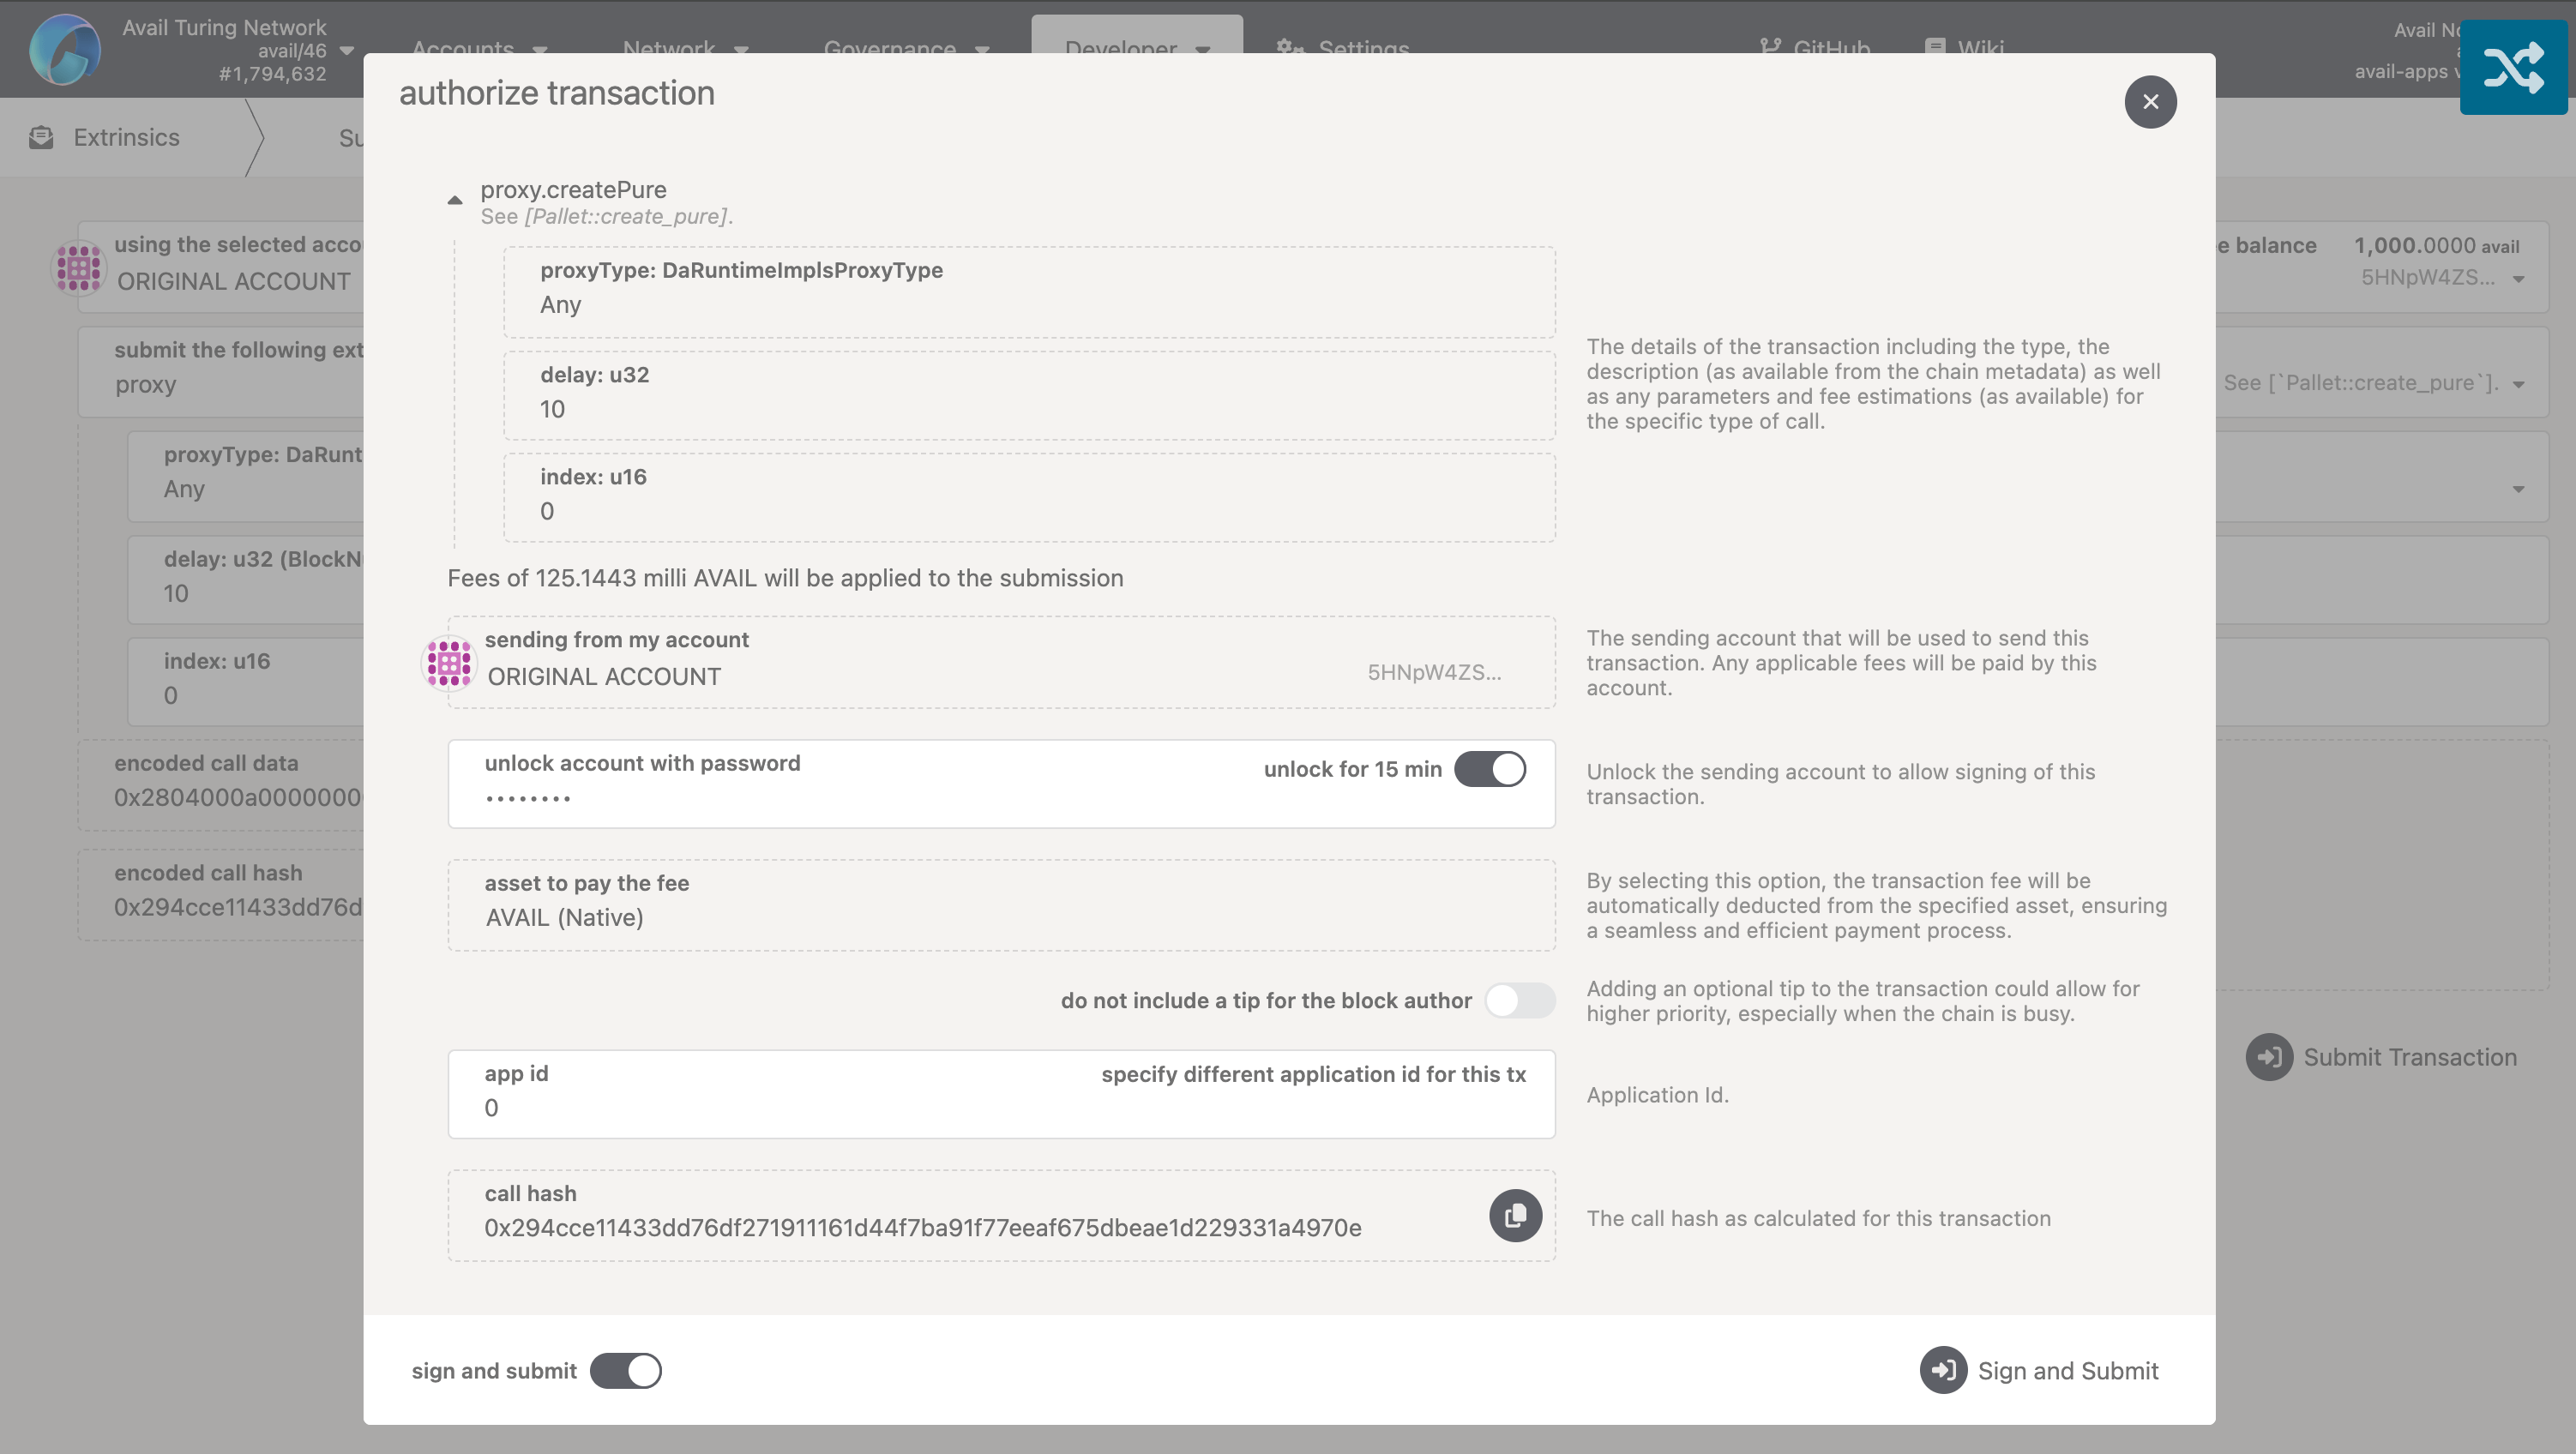 Avail Turing Network
avail/46
#1,794,632
Accounts
Network
Governance
Developer
Settings
GitHub
Wiki
Avail
avail-apps
authorize transaction
Extrinsics
proxy.createPure
See [Pallet::create_pure].
using the selected
ORIGINAL ACCOUNT
balance
1,000.0000 avail
5HNpW4ZS...
submit the following
proxy
See [`Pallet::create_pure`].
proxyType:
Any
delay: u32
10
index: u16
0
encoded call data
0x2804000a0000000
encoded call hash
0x294cce11433dd76d
proxyType: DaRuntimeImplsProxyType
Any
delay: u32
10
index: u16
0
The details of the transaction including the type, the
description (as available from the chain metadata) as well
as any parameters and fee estimations (as available) for
the specific type of call.
Fees of 125.1443 milli AVAIL will be applied to the submission
sending from my account
ORIGINAL ACCOUNT
5HNpW4ZS...
The sending account that will be used to send this
transaction. Any applicable fees will be paid by this
account.
unlock account with password
unlock for 15 min
••••••••
Unlock the sending account to allow signing of this
transaction.
asset to pay the fee
AVAIL (Native)
By selecting this option, the transaction fee will be
automatically deducted from the specified asset, ensuring
a seamless and efficient payment process.
do not include a tip for the block author
Adding an optional tip to the transaction could allow for
higher priority, especially when the chain is busy.
app id
specify different application id for this tx
0
Application Id.
call hash
0x294cce11433dd76df271911161d44f7ba91f77eeaf675dbeae1d229331a4970e
The call hash as calculated for this transaction
Submit Transaction
sign and submit
Sign and Submit